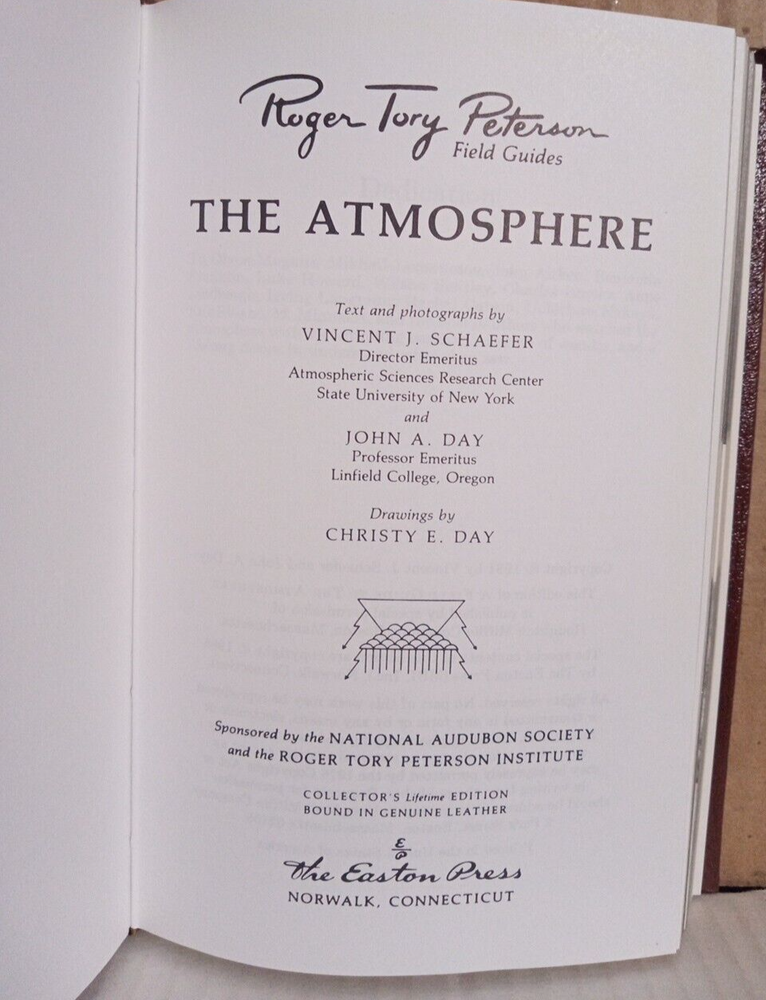 Roger Tory Peterson
Field Guides
THE ATMOSPHERE
Text and photographs by
VINCENT J. SCHAEFER
Director Emeritus
Atmospheric Sciences Research Center
State University of New York
and
JOHN A. DAY
Professor Emeritus
Linfield College, Oregon
Drawings by
CHRISTY E. DAY
Sponsored by the NATIONAL AUDUBON SOCIETY
and the ROGER TORY PETERSON INSTITUTE
COLLECTOR'S Lifetime EDITION
BOUND IN GENUINE LEATHER
The Easton Press
NORWALK, CONNECTICUT